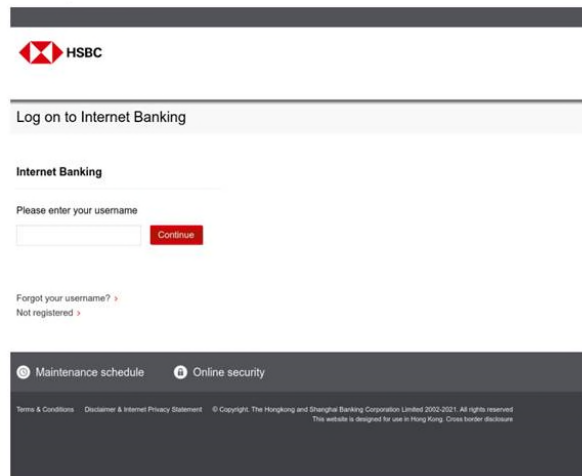 HSBC
Log on to Internet Banking
Internet Banking
Please enter your username
Continue
Forgot your username? ›
Not registered ›
Maintenance schedule Online security
Terms & Conditions Disclaimer & Internet Privacy Statement © Copyright. The Hongkong and Shanghai Banking Corporation Limited 2002-2021. All rights reserved
This website is designed for use in Hong Kong. Cross border disclosure